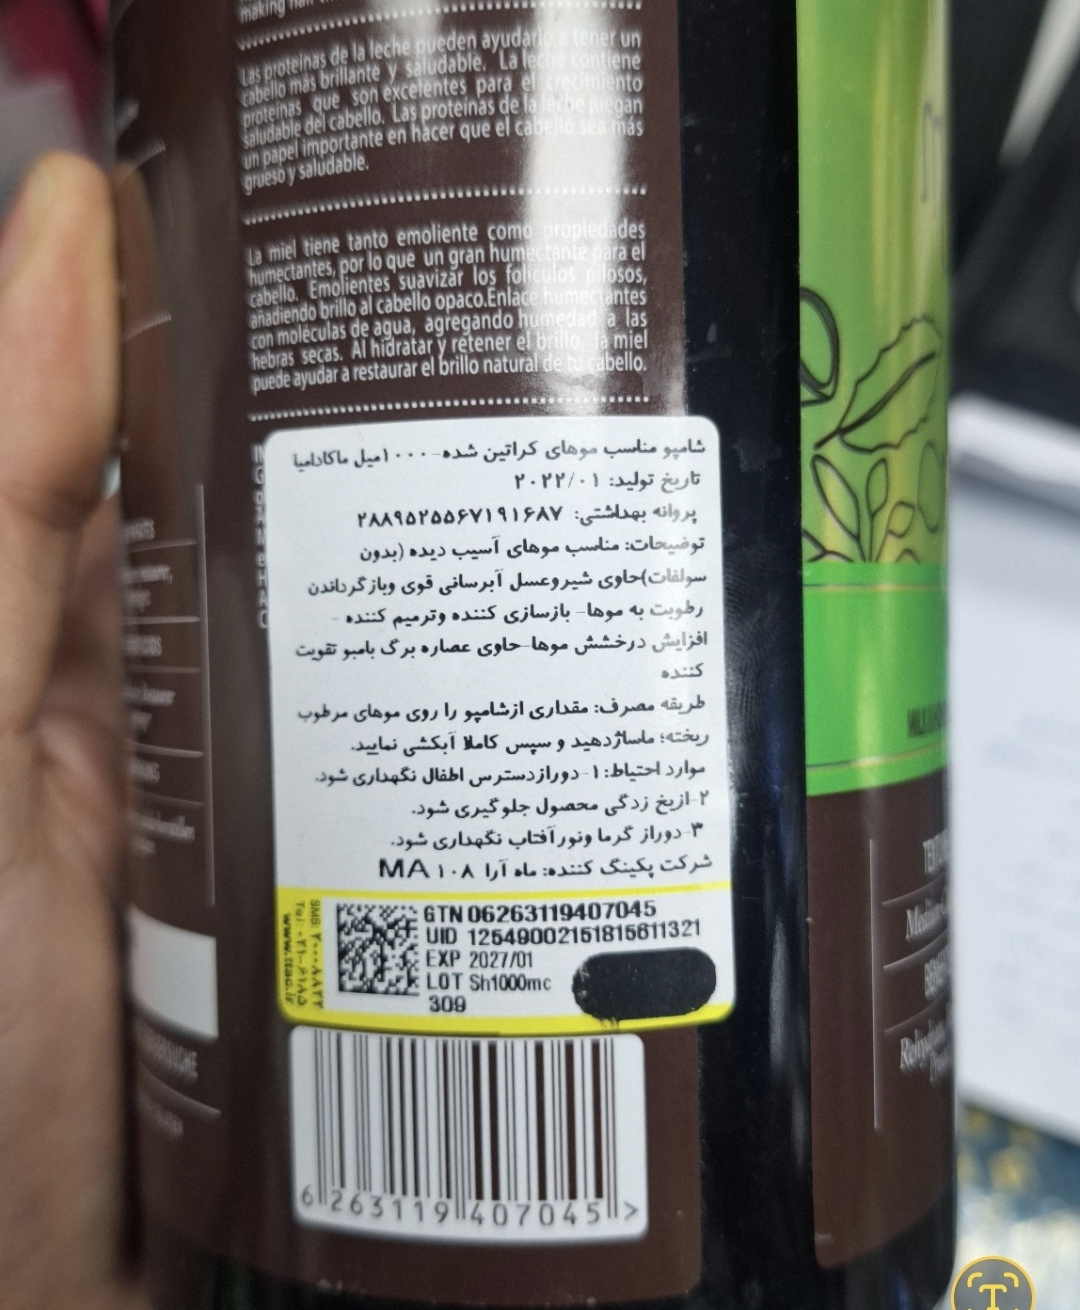 Las proteínas de la leche pueden ayudarlo a tener un
cabello más brillante y saludable. La leche contiene
proteínas que son excelentes para el crecimiento
saludable del cabello. Las proteínas de la leche juegan
un papel importante en hacer que el cabello sea más
grueso y saludable.
La miel tiene tanto emoliente como propiedades
humectantes, por lo que un gran humectante para el
cabello. Emolientes suavizar los folículos pilosos,
añadiendo brillo al cabello opaco.Enlace humectantes
con moléculas de agua, agregando humedad a las
hebras secas. Al hidratar y retener el brillo, la miel
puede ayudar a restaurar el brillo natural de tu cabello.
شامپو مناسب موهای کراتین شده-۱۰۰۰میل ماکادامیا
تاریخ تولید: ۲۰۲۲/۰۱
پروانه بهداشتی: ۲۸۸۹۵۲۵۵۶۷۱۹۱۶۸۷
توضیحات: مناسب موهای آسیب دیده (بدون
سولفات)حاوی شیروعسل آبرسانی قوی وبازگرداندن
رطوبت به موها- بازسازی کننده وترمیم کننده -
افزایش درخشش موها-حاوی عصاره برگ بامبو تقویت
کننده
طریقه مصرف: مقداری ازشامپو را روی موهای مرطوب
ریخته؛ ماساژدهید و سپس کاملا آبکشی نمایید.
موارد احتیاط:۱-دورازدسترس اطفال نگهداری شود.
۲-ازیخ زدگی محصول جلوگیری شود.
۳-دوراز گرما ونورآفتاب نگهداری شود.
شرکت پکینگ کننده: ماه آرا ۱۰۸ MA
GTN 06263119407045
UID 12549002151815611321
EXP 2027/01
LOT Sh1000mc
309
www.ttac.ir
6 263119 407045 >
Medium